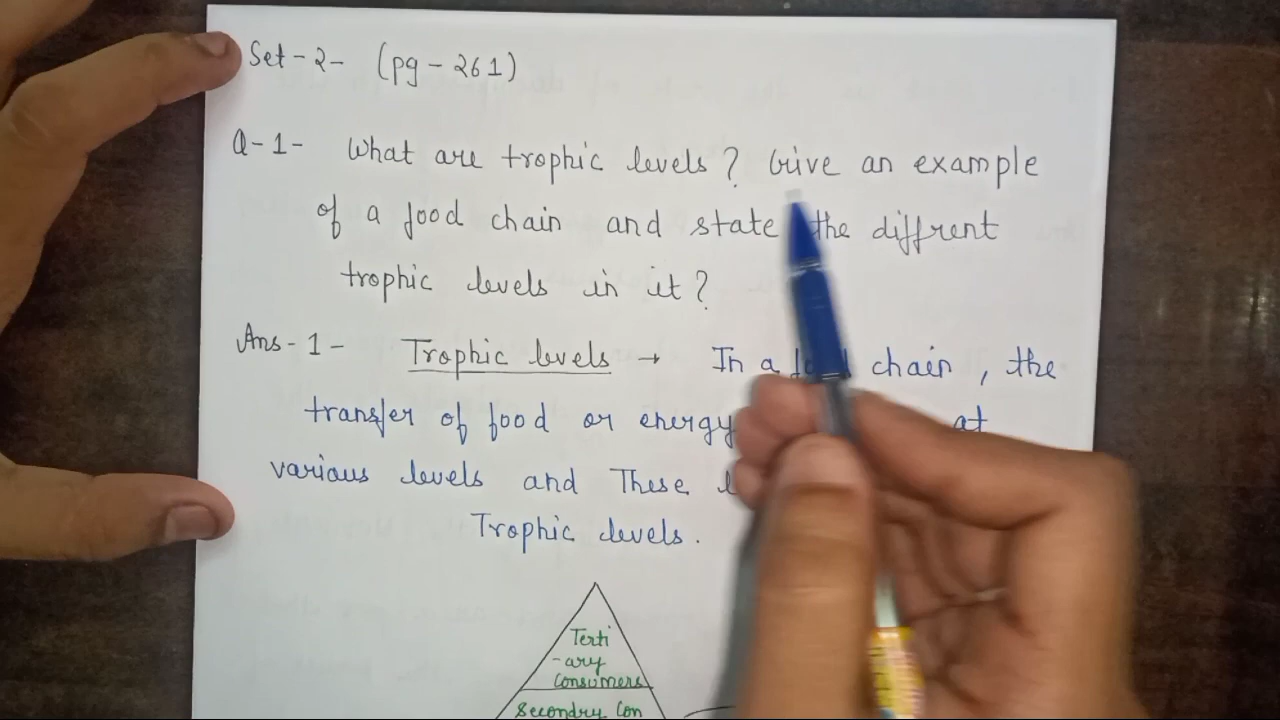 Set-2- (pg-261)
Q-1- What are trophic levels? Give an example
of a food chain and state the diffrent
trophic levels in it?
Ans-1- Trophic levels → In a food chain, the
transfer of food or energy at
various levels and These
Trophic levels.
Terti
-ary
Consumers
Secondry Con